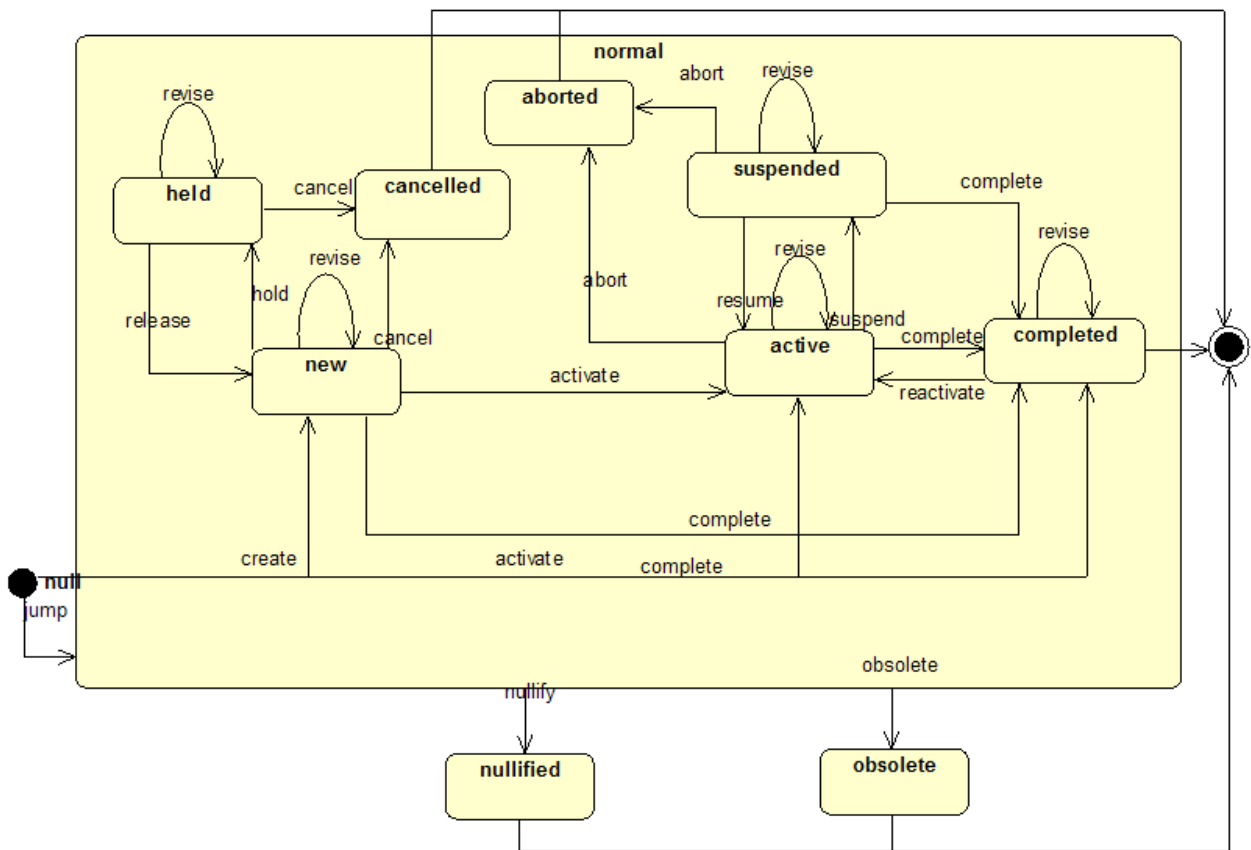 normal
abort
revise
revise
aborted
suspended
held
cancel
cancelled
complete
revise
revise
revise
hold
abort
resume
suspend
release
cancel
complete
completed
new
active
activate
reactivate
complete
create
activate
complete
null
jump
obsolete
nullify
nullified
obsolete